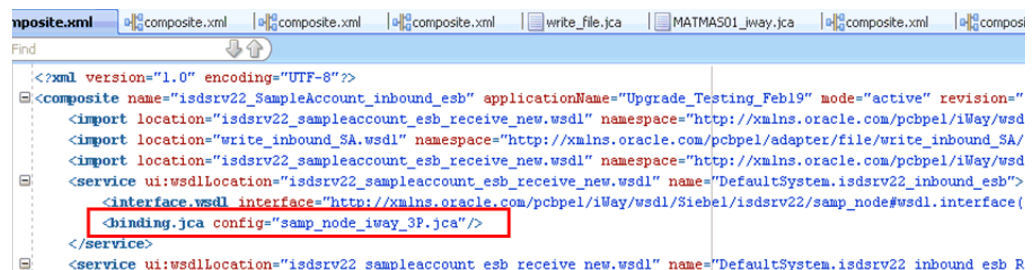 mposite.xml composite.xml composite.xml composite.xml write_file.jca MATMAS01_iway.jca composite.xml composi
Find
<?xml version="1.0" encoding="UTF-8"?>
<composite name="isdsrv22_SampleAccount_inbound_esb" applicationName="Upgrade_Testing_Feb19" mode="active" revision="
<import location="isdsrv22_sampleaccount_esb_receive_new.wsdl" namespace="http://xmlns.oracle.com/pcbpel/iWay/wsd
<import location="write_inbound_SA.wsdl" namespace="http://xmlns.oracle.com/pcbpel/adapter/file/write_inbound_SA/
<import location="isdsrv22_sampleaccount_esb_receive_new.wsdl" namespace="http://xmlns.oracle.com/pcbpel/iWay/wsd
<service ui:wsdlLocation="isdsrv22_sampleaccount_esb_receive_new.wsdl" name="DefaultSystem.isdsrv22_inbound_esb">
<interface.wsdl interface="http://xmlns.oracle.com/pcbpel/iWay/wsdl/Siebel/isdsrv22/samp_node#wsdl.interface(
<binding.jca config="samp_node_iway_3P.jca"/>
</service>
<service ui:wsdlLocation="isdsrv22_sampleaccount_esb_receive_new.wsdl" name="DefaultSystem.isdsrv22_inbound_esb_R